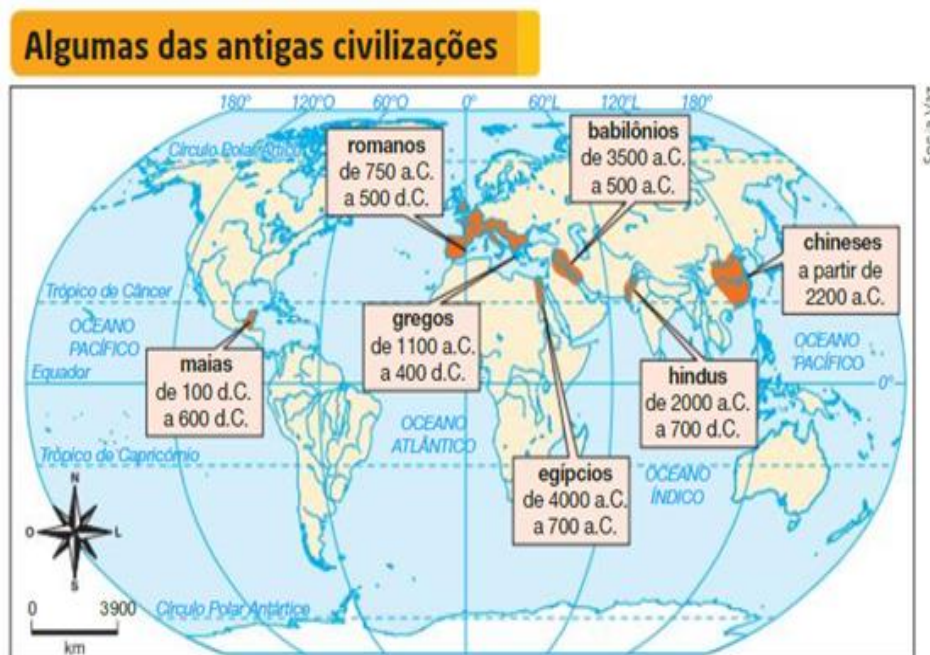 Algumas das antigas civilizações
180° 120°O 60°O 0° 60°L 120°L 180°
Círculo Polar Ártico
romanos
de 750 a.C.
a 500 d.C.
babilônios
de 3500 a.C.
a 500 a.C.
chineses
a partir de
2200 a.C.
Trópico de Câncer
OCEANO
PACÍFICO
gregos
de 1100 a.C.
a 400 d.C.
OCEANO
PACÍFICO
maias
de 100 d.C.
a 600 d.C.
hindus
de 2000 a.C.
a 700 d.C.
Equador
0°
OCEANO
ATLÂNTICO
Trópico de Capricórnio
egípcios
de 4000 a.C.
a 700 a.C.
OCEANO
ÍNDICO
N
O L
S
0 3900
km
Círculo Polar Antártico